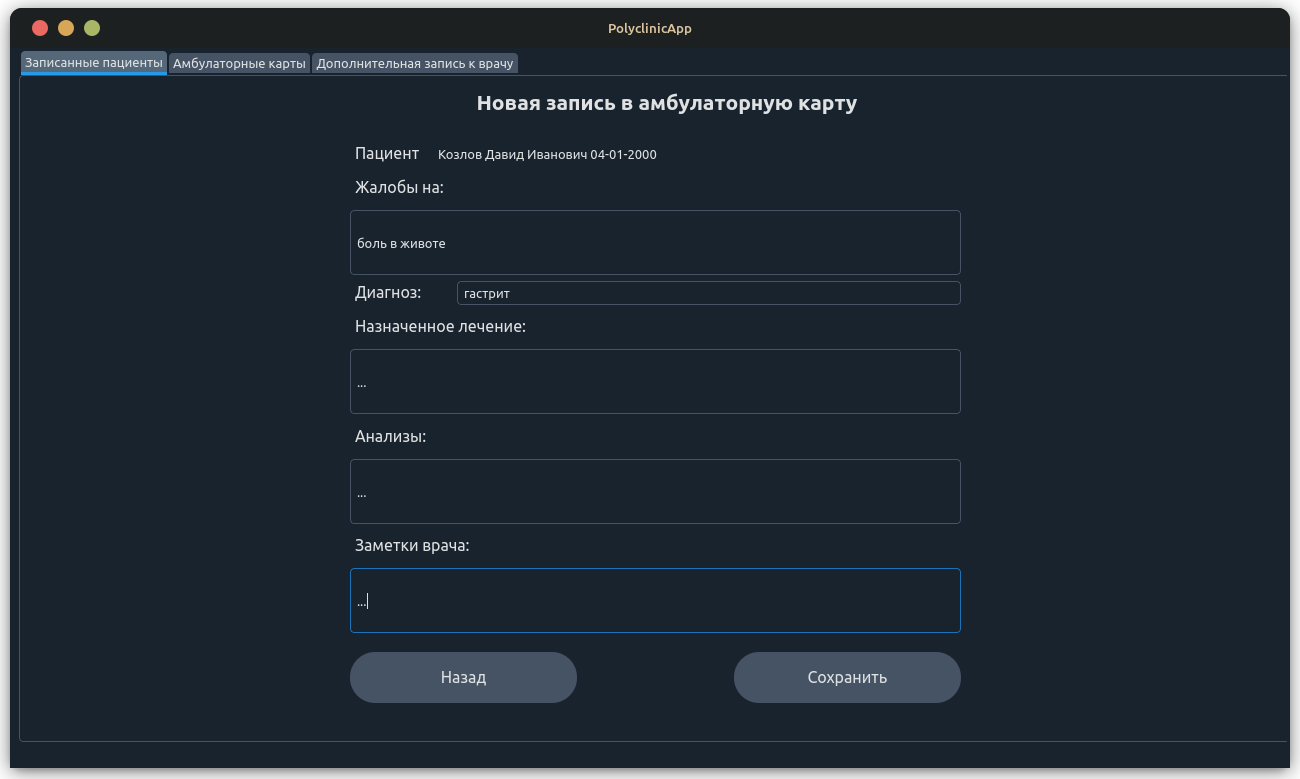 PolyclinicApp
Записанные пациенты Амбулаторные карты Дополнительная запись к врачу
Новая запись в амбулаторную карту
Пациент Козлов Давид Иванович 04-01-2000
Жалобы на:
боль в животе
Диагноз: гастрит
Назначенное лечение:
...
Анализы:
...
Заметки врача:
...
Назад Сохранить